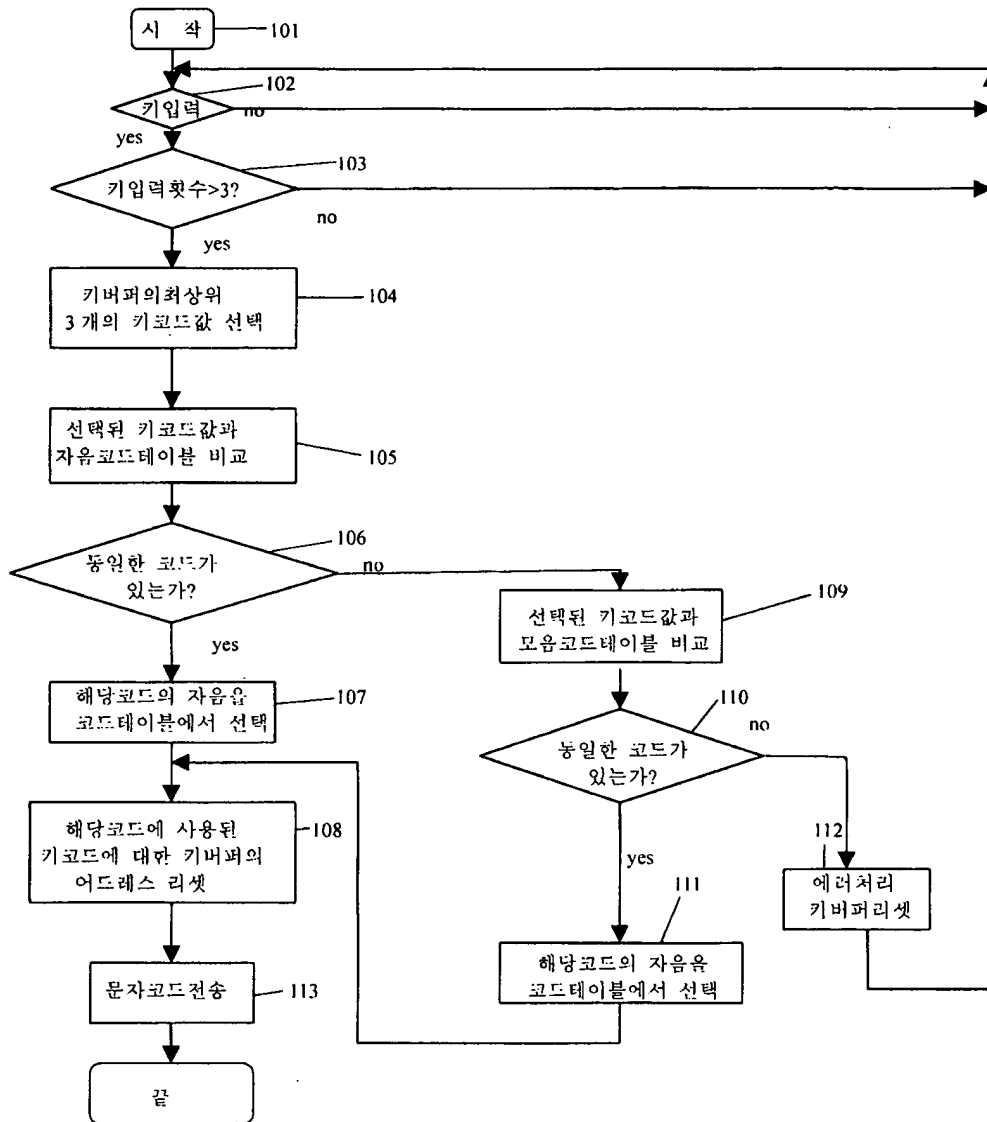 시 작
101
102
키입력
no
yes
103
키입력횟수>3?
no
yes
키버퍼의최상위
3개의 키코드값 선택
104
선택된 키코드값과
자음코드테이블 비교
105
106
동일한 코드가
있는가?
no
yes
109
선택된 키코드값과
모음코드테이블 비교
107
해당코드의 자음을
코드테이블에서 선택
110
no
동일한 코드가
있는가?
yes
해당코드에 사용된
키코드에 대한 키버퍼의
어드레스 리셋
108
112
에러처리
키버퍼리셋
111
해당코드의 자음을
코드테이블에서 선택
문자코드전송
113
끝